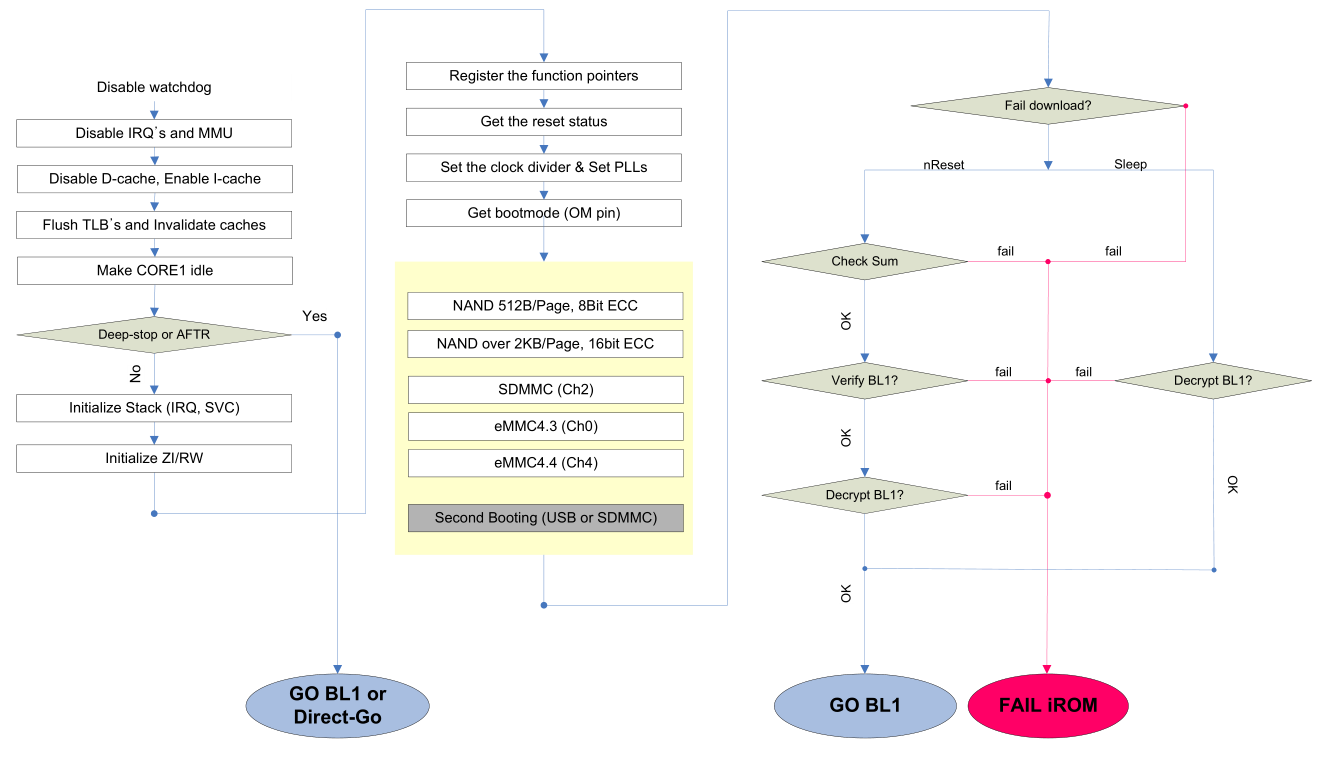 Disable watchdog
Disable IRQ's and MMU
Disable D-cache, Enable I-cache
Flush TLB's and Invalidate caches
Make CORE1 idle
Deep-stop or AFTR
Yes
No
Initialize Stack (IRQ, SVC)
Initialize ZI/RW
GO BL1 or
Direct-Go
Register the function pointers
Get the reset status
Set the clock divider & Set PLLs
Get bootmode (OM pin)
NAND 512B/Page, 8Bit ECC
NAND over 2KB/Page, 16bit ECC
SDMMC (Ch2)
eMMC4.3 (Ch0)
eMMC4.4 (Ch4)
Second Booting (USB or SDMMC)
Fail download?
nReset
Sleep
Check Sum
fail
fail
OK
Verify BL1?
fail
fail
Decrypt BL1?
OK
Decrypt BL1?
fail
OK
OK
GO BL1
FAIL iROM